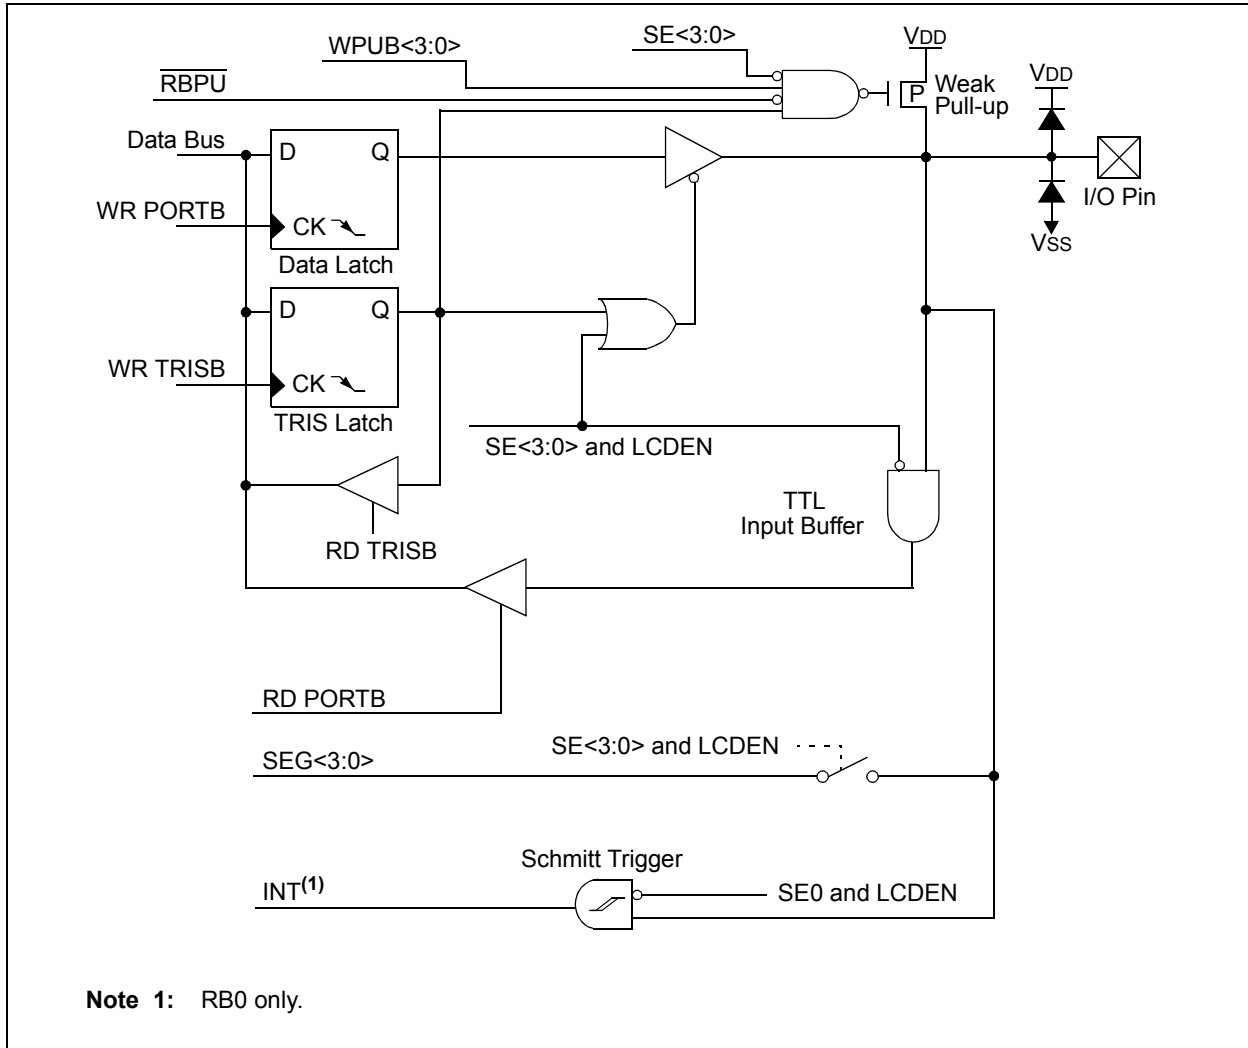 SE<3:0>
VDD
WPUB<3:0>
VDD
RBPU
Weak
Pull-up
P
Data Bus
D
Q
I/O Pin
WR PORTB
CK
VSS
Data Latch
D
Q
WR TRISB
CK
TRIS Latch
SE<3:0> and LCDEN
TTL
Input Buffer
RD TRISB
RD PORTB
SE<3:0> and LCDEN
SEG<3:0>
Schmitt Trigger
INT(1)
SE0 and LCDEN
Note 1: RB0 only.